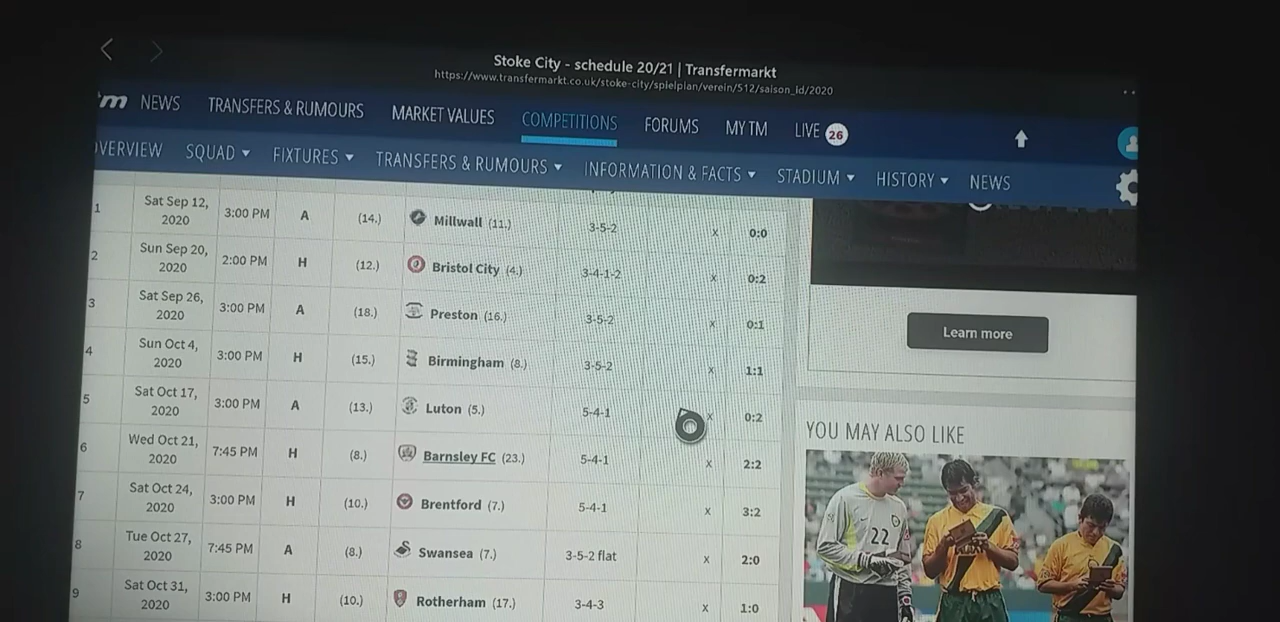 Stoke City - schedule 20/21 | Transfermarkt
https://www.transfermarkt.co.uk/stoke-city/spielplan/verein/512/saison_id/2020
tm NEWS TRANSFERS & RUMOURS MARKET VALUES COMPETITIONS FORUMS MY TM LIVE 26
OVERVIEW SQUAD FIXTURES TRANSFERS & RUMOURS INFORMATION & FACTS STADIUM HISTORY NEWS
1 Sat Sep 12, 2020 3:00 PM A (14.) Millwall (11.) 3-5-2 x 0:0
2 Sun Sep 20, 2020 2:00 PM H (12.) Bristol City (4.) 3-4-1-2 x 0:2
3 Sat Sep 26, 2020 3:00 PM A (18.) Preston (16.) 3-5-2 x 0:1
4 Sun Oct 4, 2020 3:00 PM H (15.) Birmingham (8.) 3-5-2 x 1:1
5 Sat Oct 17, 2020 3:00 PM A (13.) Luton (5.) 5-4-1 x 0:2
6 Wed Oct 21, 2020 7:45 PM H (8.) Barnsley FC (23.) 5-4-1 x 2:2
7 Sat Oct 24, 2020 3:00 PM H (10.) Brentford (7.) 5-4-1 x 3:2
8 Tue Oct 27, 2020 7:45 PM A (8.) Swansea (7.) 3-5-2 flat x 2:0
9 Sat Oct 31, 2020 3:00 PM H (10.) Rotherham (17.) 3-4-3 x 1:0
Learn more
YOU MAY ALSO LIKE
22
GALAXY